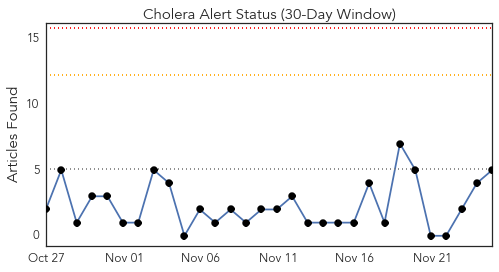 Cholera Alert Status (30-Day Window)
Articles Found
15
10
5
0
Oct 27 Nov 01 Nov 06 Nov 11 Nov 16 Nov 21